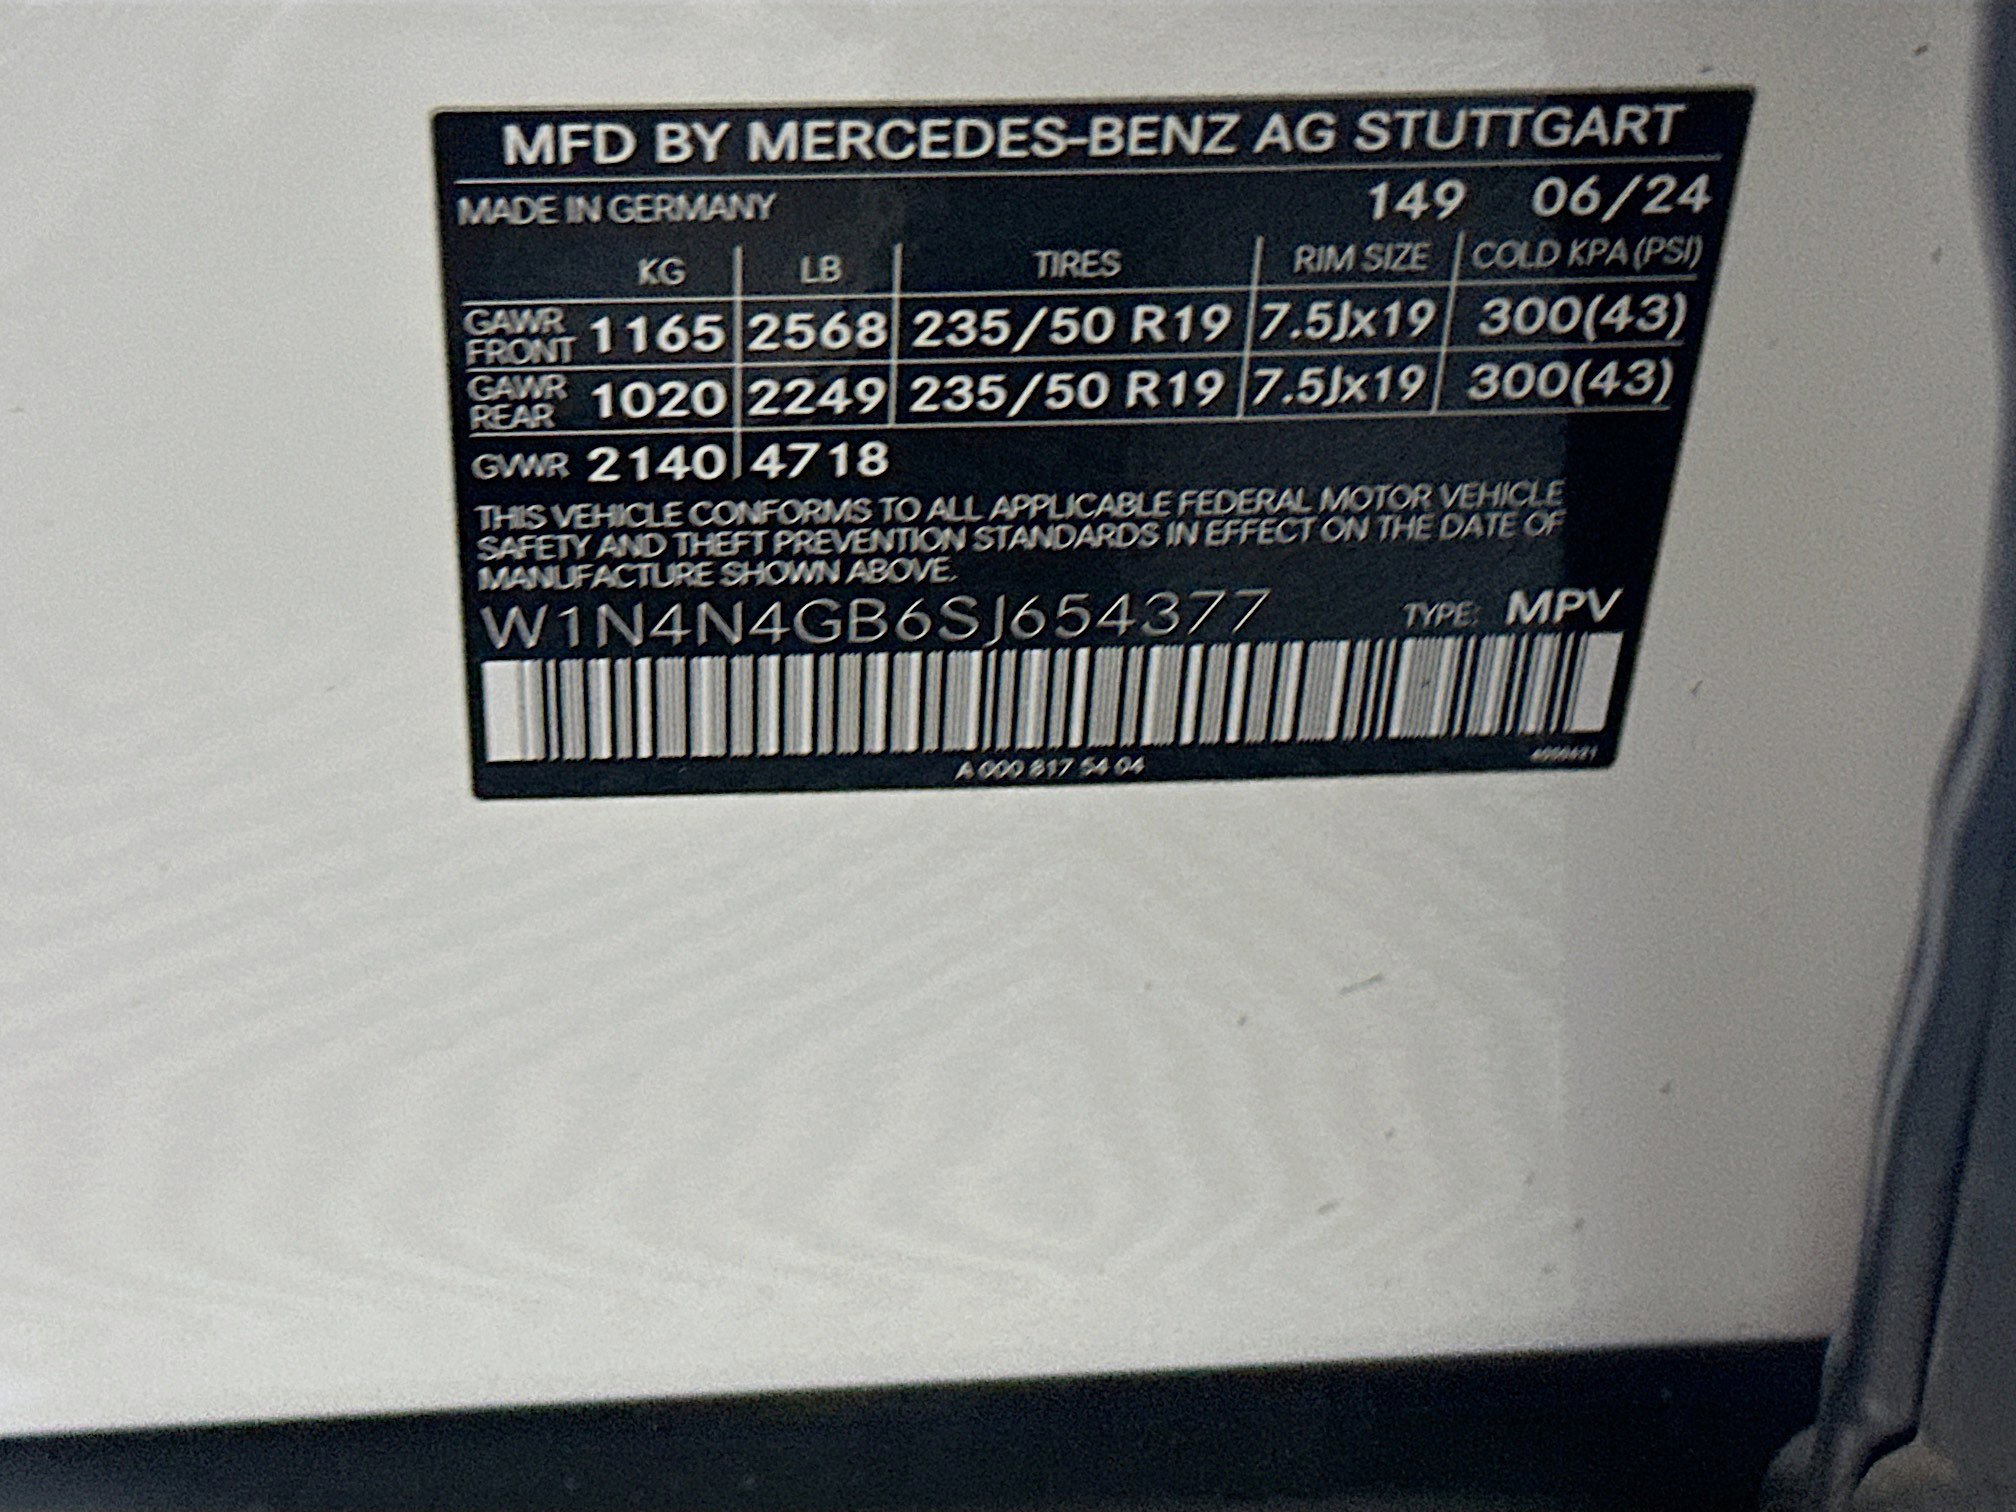 MFD BY MERCEDES-BENZ AG STUTTGART
MADE IN GERMANY 149 06/24
KG LB TIRES RIM SIZE COLD KPA (PSI)
GAWR FRONT 1165 2568 235/50 R19 7.5Jx19 300(43)
GAWR REAR 1020 2249 235/50 R19 7.5Jx19 300(43)
GVWR 2140 4718
THIS VEHICLE CONFORMS TO ALL APPLICABLE FEDERAL MOTOR VEHICLE
SAFETY AND THEFT PREVENTION STANDARDS IN EFFECT ON THE DATE OF
MANUFACTURE SHOWN ABOVE.
W1N4N4GB6SJ654377 TYPE: MPV
A 000 817 54 04